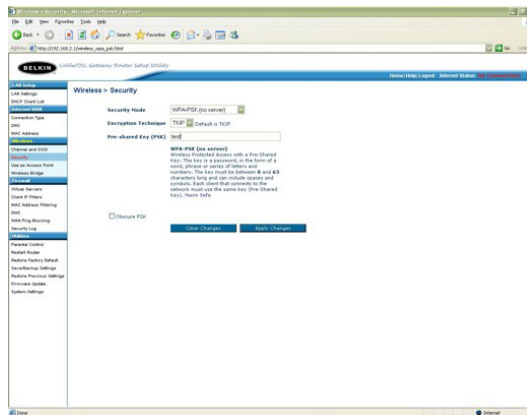 Wireless > Security - Microsoft Internet Explorer
File Edit View Favorites Tools Help
Back Search Favorites
Address http://192.168.2.1/wireless_wpa_psk.html Go Links
BELKIN Cable/DSL Gateway Router Setup Utility
Home|Help|Logout Internet Status:
LAN Setup
LAN Settings
DHCP Client List
Internet WAN
Connection Type
DNS
MAC Address
Wireless
Channel and SSID
Security
Use as Access Point
Wireless Bridge
Firewall
Virtual Servers
Client IP Filters
MAC Address Filtering
DMZ
WAN Ping Blocking
Security Log
Utilities
Parental Control
Restart Router
Restore Factory Default
Save/Backup Settings
Restore Previous Settings
Firmware Update
System Settings
Wireless > Security
Security Mode WPA-PSK (no server)
Encryption Technique TKIP Default is TKIP
Pre-shared Key (PSK) test
WPA-PSK (no server)
Wireless Protected Access with a Pre-Shared
Key: The key is a password, in the form of a
word, phrase or series of letters and
numbers. The key must be between 8 and 63
characters long and can include spaces and
symbols. Each client that connects to the
network must use the same key (Pre-Shared
Key). More Info
Obscure PSK
Clear Changes Apply Changes
Done Internet